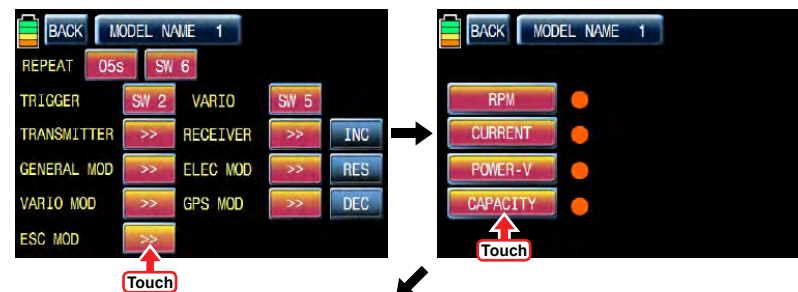 BACK MODEL NAME 1
REPEAT 05s SW 6
TRIGGER SW 2 VARIO SW 5
TRANSMITTER >> RECEIVER >> INC
GENERAL MOD >> ELEC MOD >> RES
VARIO MOD >> GPS MOD >> DEC
ESC MOD >>
Touch
BACK MODEL NAME 1
RPM
CURRENT
POWER-V
CAPACITY
Touch